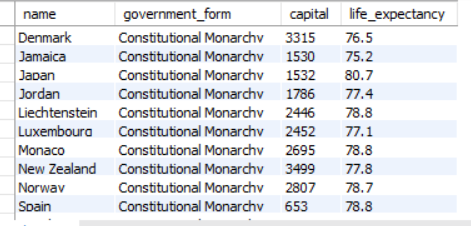 name government_form capital life_expectancy
Denmark Constitutional Monarchy 3315 76.5
Jamaica Constitutional Monarchy 1530 75.2
Japan Constitutional Monarchy 1532 80.7
Jordan Constitutional Monarchy 1786 77.4
Liechtenstein Constitutional Monarchy 2446 78.8
Luxembourg Constitutional Monarchy 2452 77.1
Monaco Constitutional Monarchy 2695 78.8
New Zealand Constitutional Monarchy 3499 77.8
Norway Constitutional Monarchy 2807 78.7
Spain Constitutional Monarchy 653 78.8